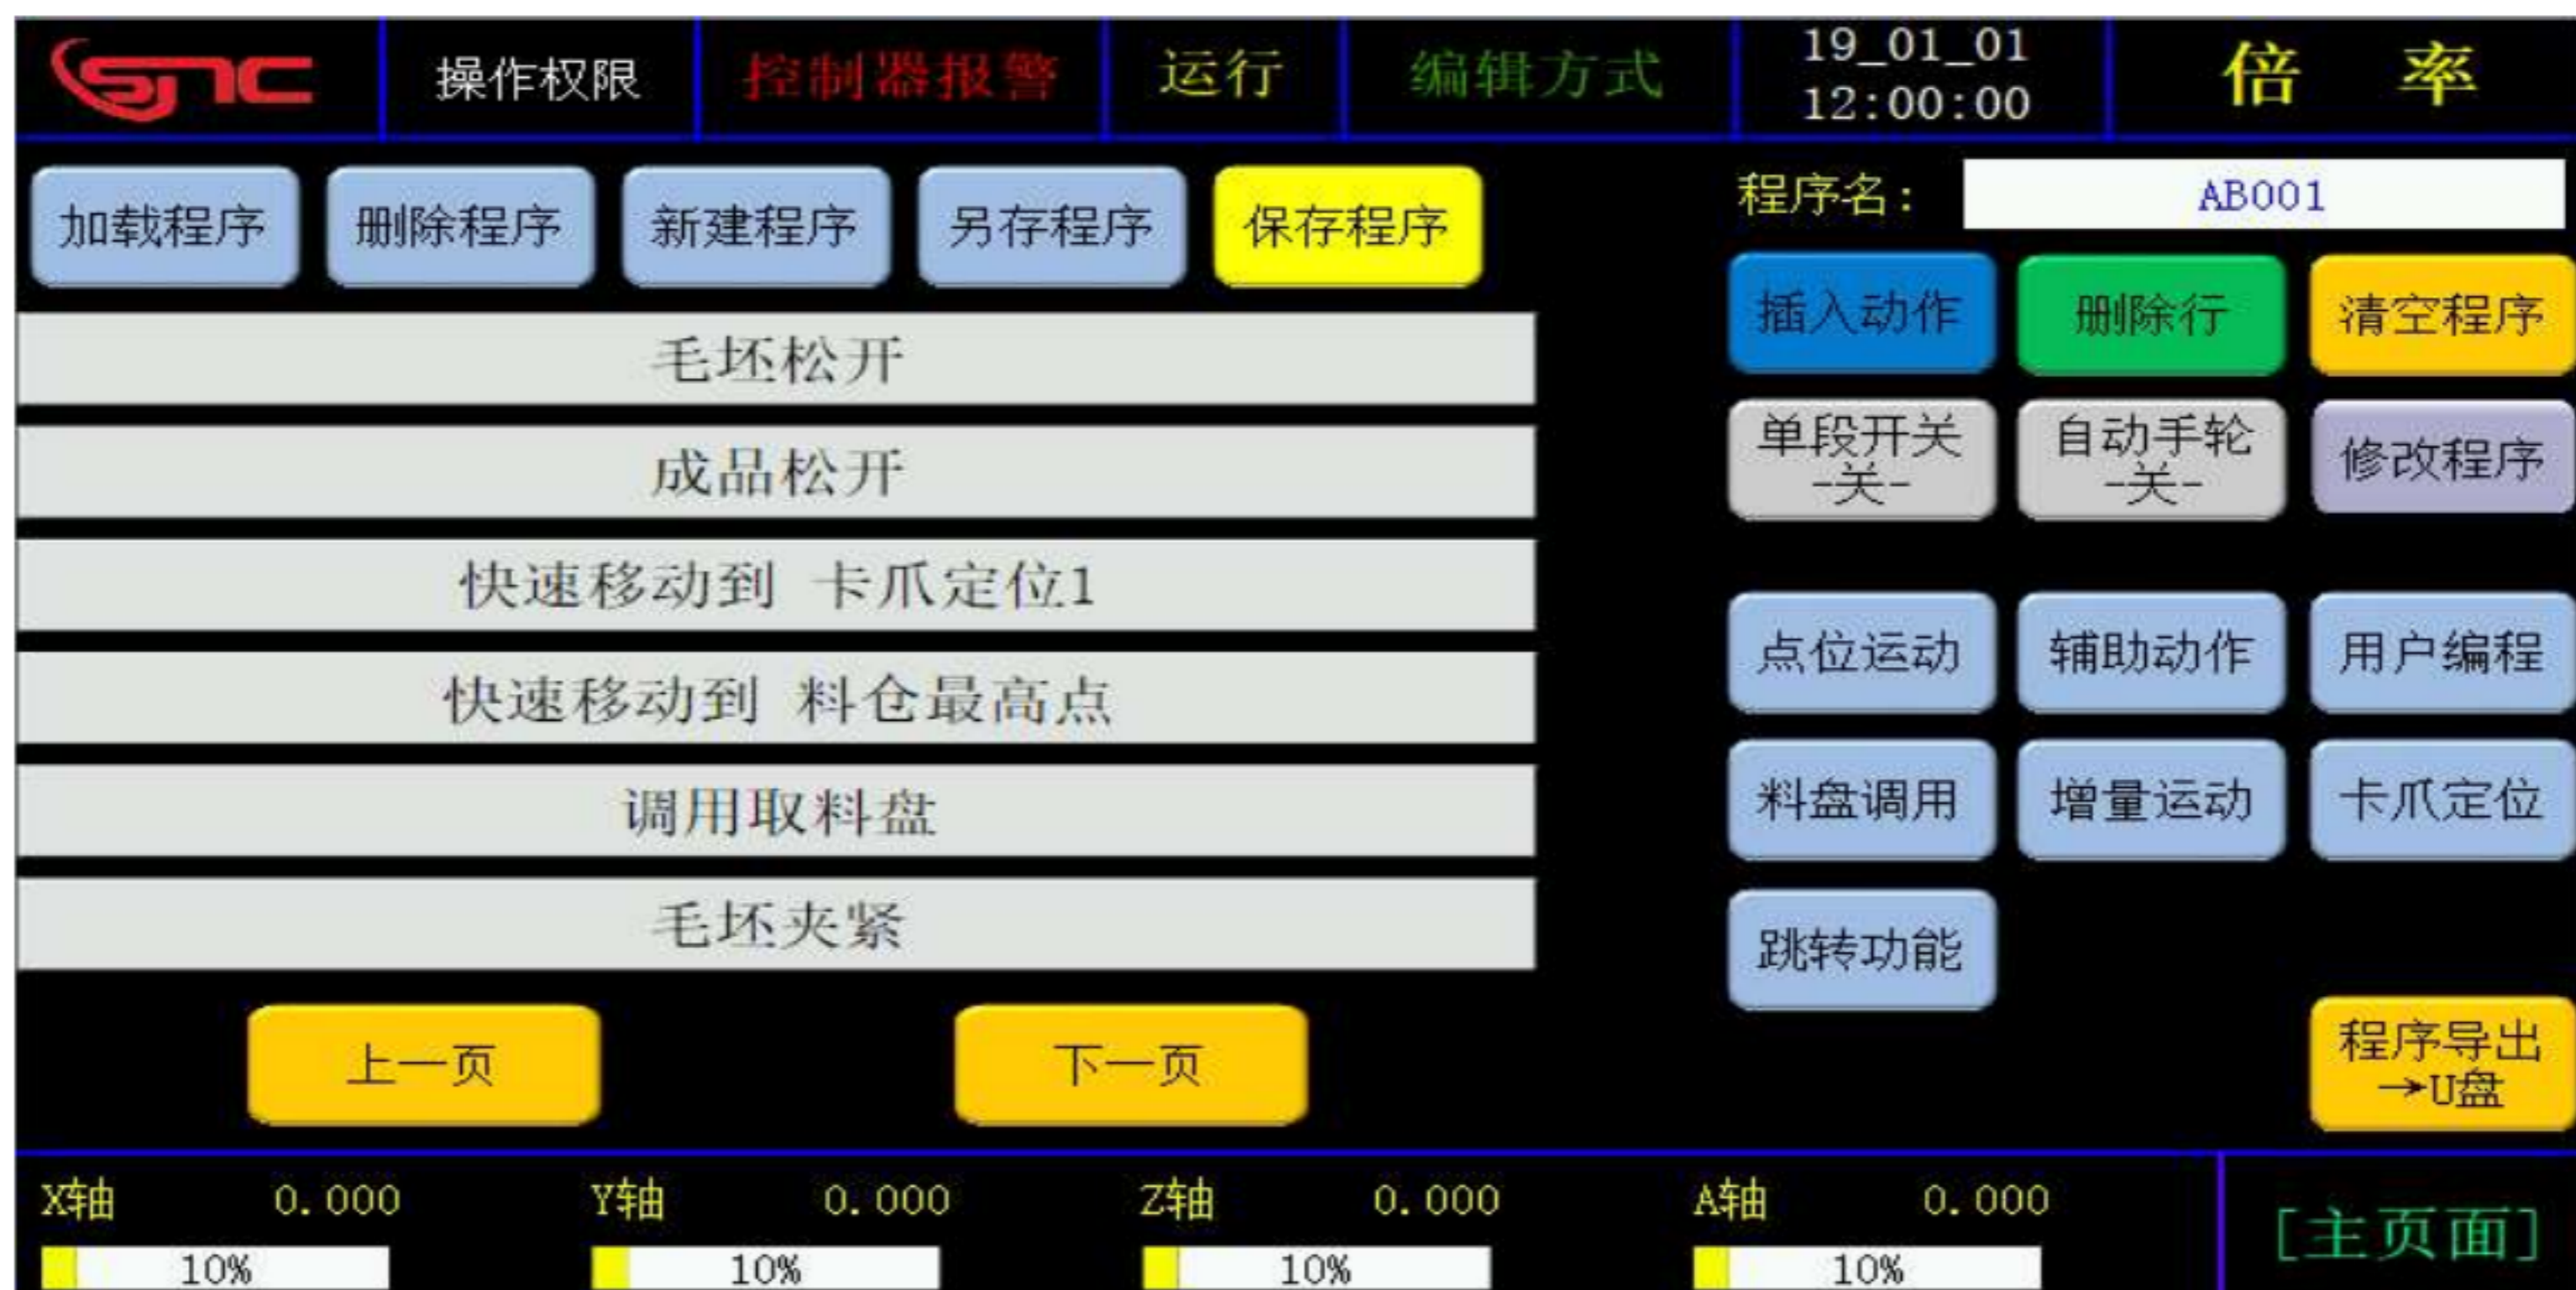 SNC 操作权限 控制器报警 运行 编辑方式 19_01_01 倍 率
12:00:00
加载程序 删除程序 新建程序 另存程序 保存程序
程序名: AB001
毛坯松开
成品松开
快速移动到 卡爪定位1
快速移动到 料仓最高点
调用取料盘
毛坯夹紧
上一页 下一页
插入动作 删除行 清空程序
单段开关 自动手轮 修改程序
-关- -关-
点位运动 辅助动作 用户编程
料盘调用 增量运动 卡爪定位
跳转功能
程序导出
→U盘
X轴 0.000 Y轴 0.000 Z轴 0.000 A轴 0.000
10% 10% 10% 10%
[主页面]